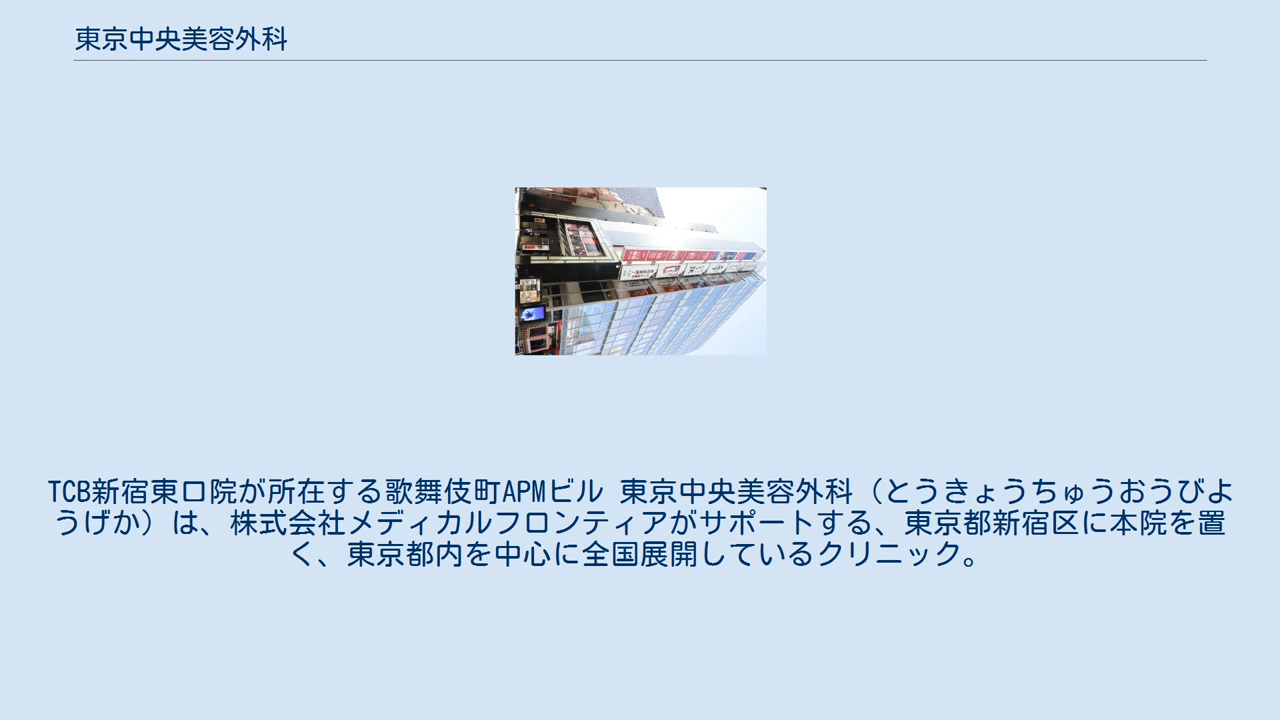 東京中央美容外科
TCB新宿東口院が所在する歌舞伎町APMビル 東京中央美容外科（とうきょうちゅうおうびよ
うげか）は、株式会社メディカルフロンティアがサポートする、東京都新宿区に本院を置
く、東京都内を中心に全国展開しているクリニック。